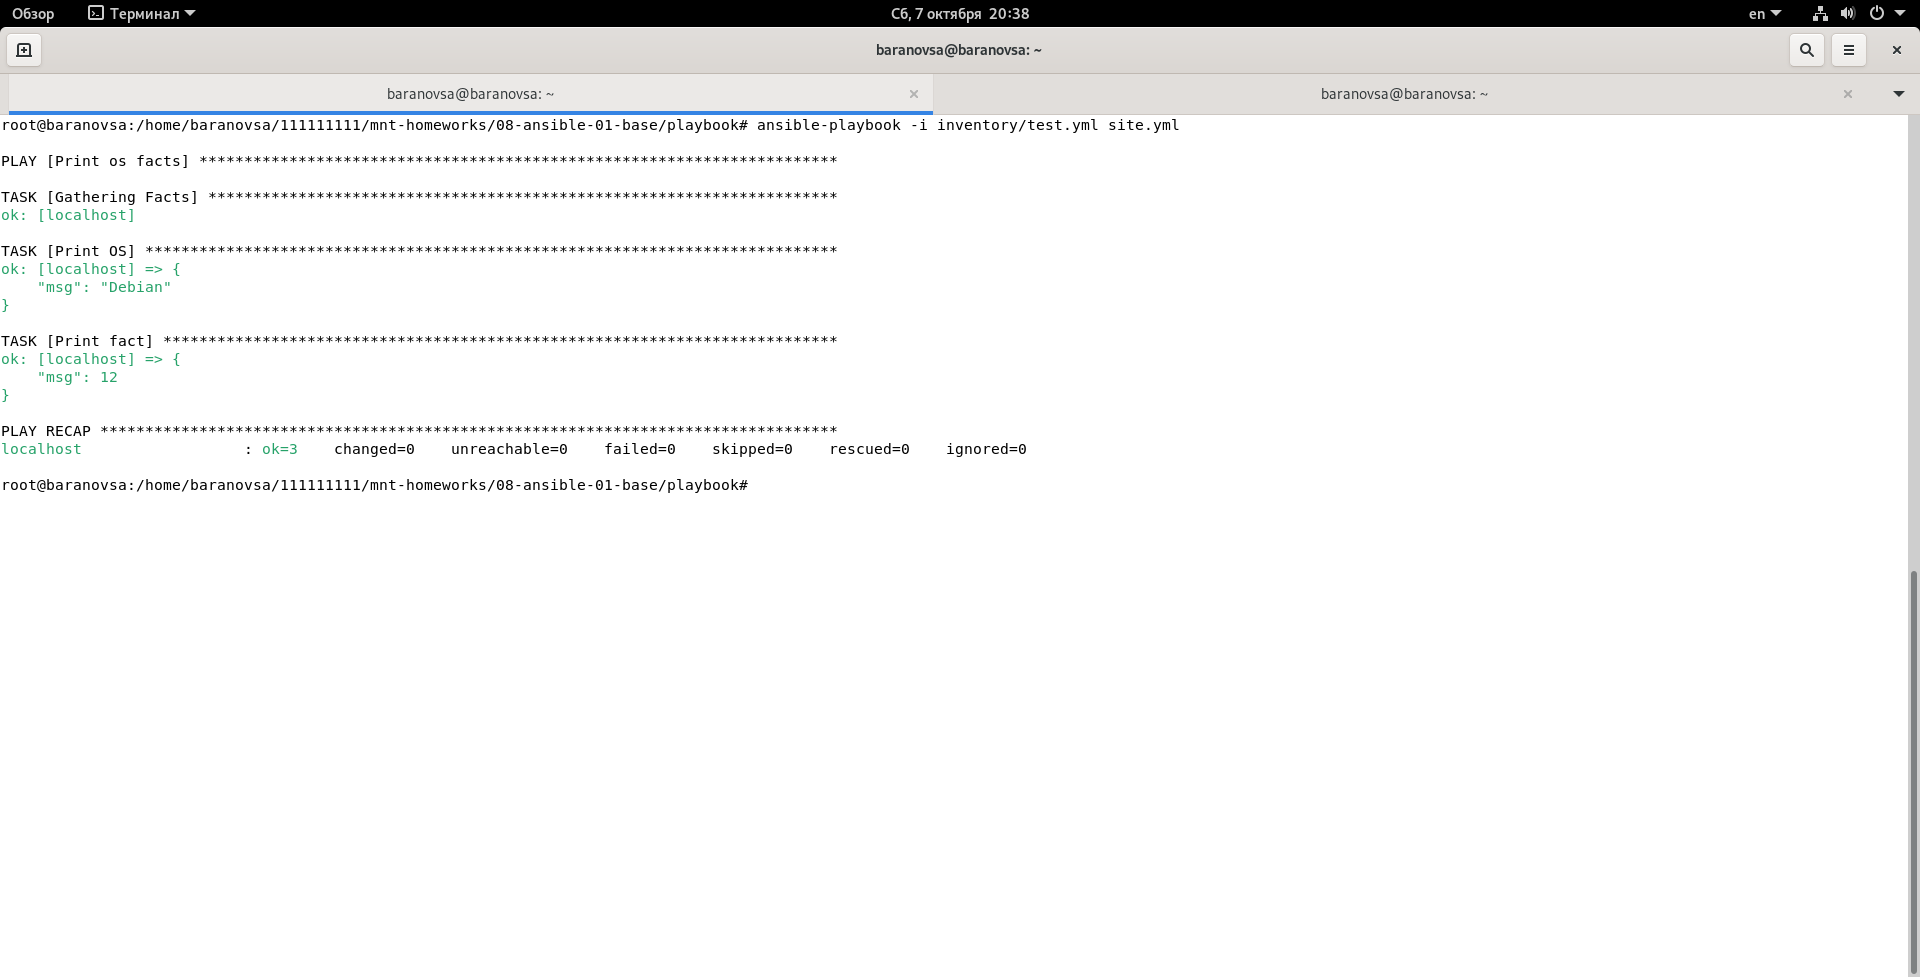 Обзор Терминал Сб, 7 октября 20:38 en
baranovsa@baranovsa: ~
baranovsa@baranovsa: ~ baranovsa@baranovsa: ~
root@baranovsa:/home/baranovsa/111111111/mnt-homeworks/08-ansible-01-base/playbook# ansible-playbook -i inventory/test.yml site.yml
PLAY [Print os facts] ***********************************************************************
TASK [Gathering Facts] **********************************************************************
ok: [localhost]
TASK [Print OS] *****************************************************************************
ok: [localhost] => {
    "msg": "Debian"
}
TASK [Print fact] ***************************************************************************
ok: [localhost] => {
    "msg": 12
}
PLAY RECAP **********************************************************************************
localhost                  : ok=3    changed=0    unreachable=0    failed=0    skipped=0    rescued=0    ignored=0
root@baranovsa:/home/baranovsa/111111111/mnt-homeworks/08-ansible-01-base/playbook#